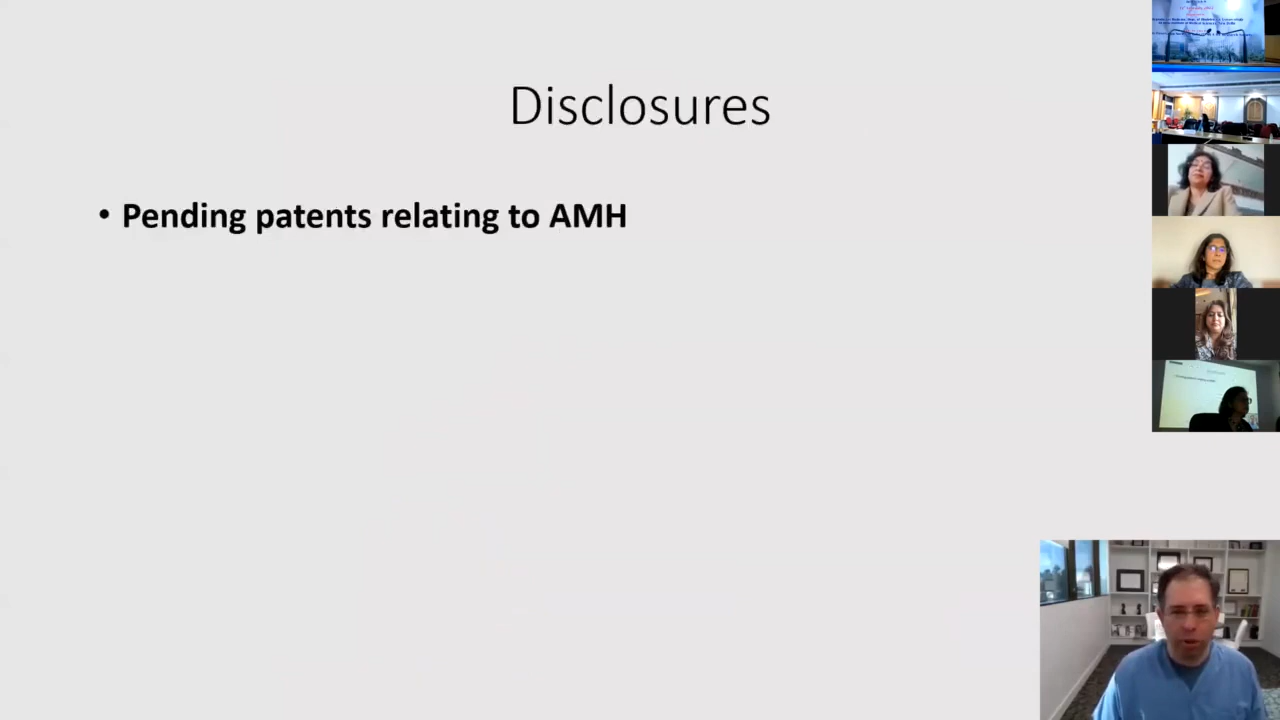 Disclosures
• Pending patents relating to AMH